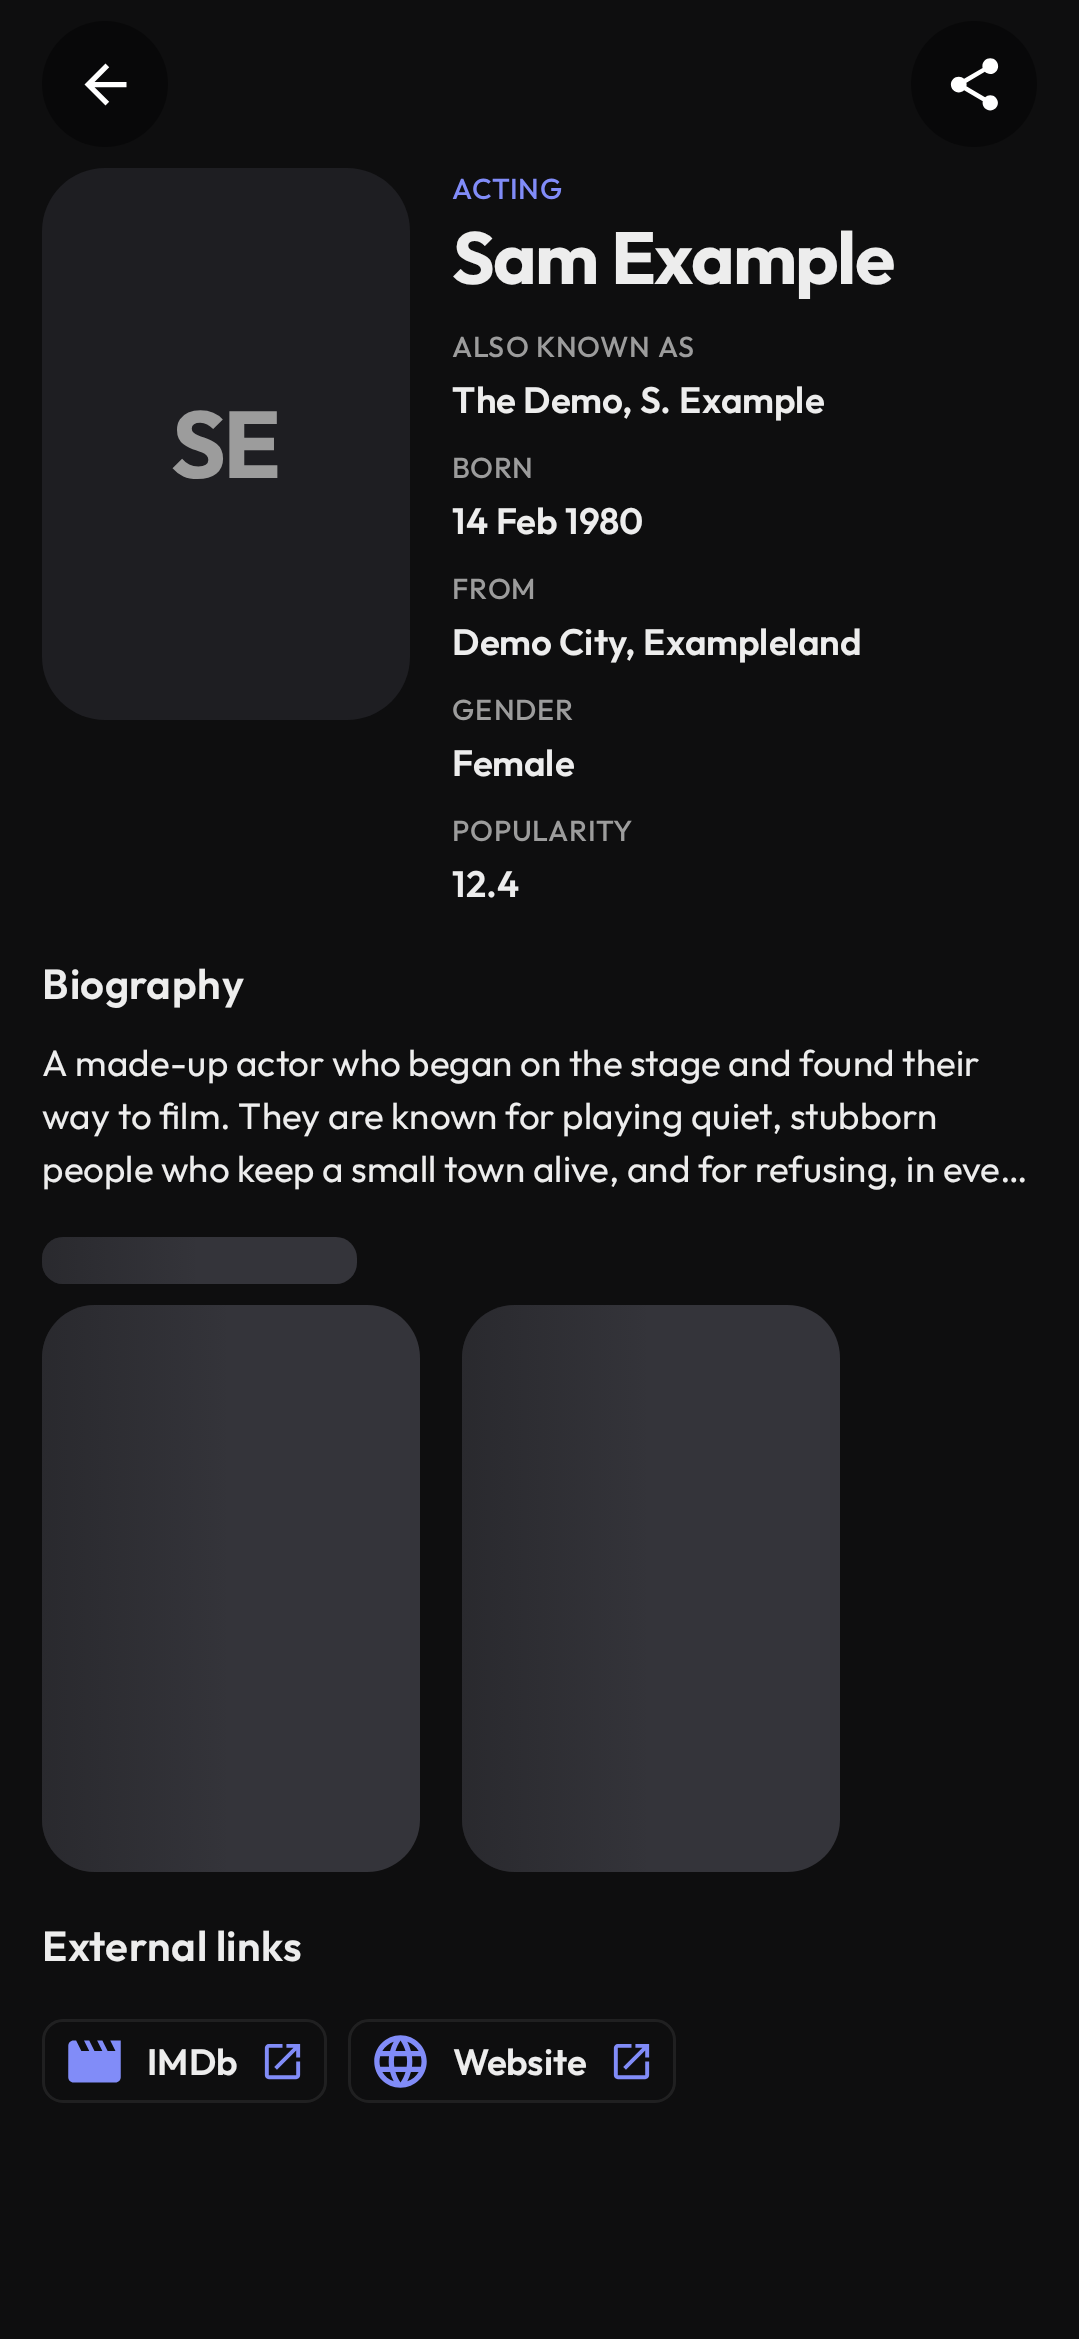 ACTING
Sam Example
SE
ALSO KNOWN AS
The Demo, S. Example
BORN
14 Feb 1980
FROM
Demo City, Exampleland
GENDER
Female
POPULARITY
12.4
Biography
A made-up actor who began on the stage and found their
way to film. They are known for playing quiet, stubborn
people who keep a small town alive, and for refusing, in eve…
External links
IMDb
Website